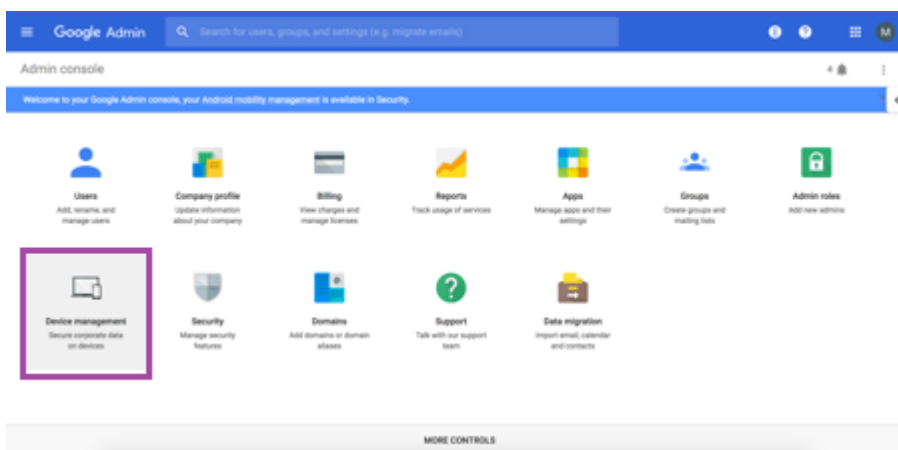 Google Admin
Search for users, groups, and settings (e.g. migrate emails)
M
Admin console
4
Welcome to your Google Admin console, your Android mobility management is available in Security.
Users
Add, rename, and
manage users
Company profile
Update information
about your company
Billing
View charges and
manage licenses
Reports
Track usage of services
Apps
Manage apps and their
settings
Groups
Create groups and
mailing lists
Admin roles
Add new admins
Device management
Secure corporate data
on devices
Security
Manage security
features
Domains
Add domains or domain
aliases
Support
Talk with our support
team
Data migration
Import email, calendar
and contacts
MORE CONTROLS